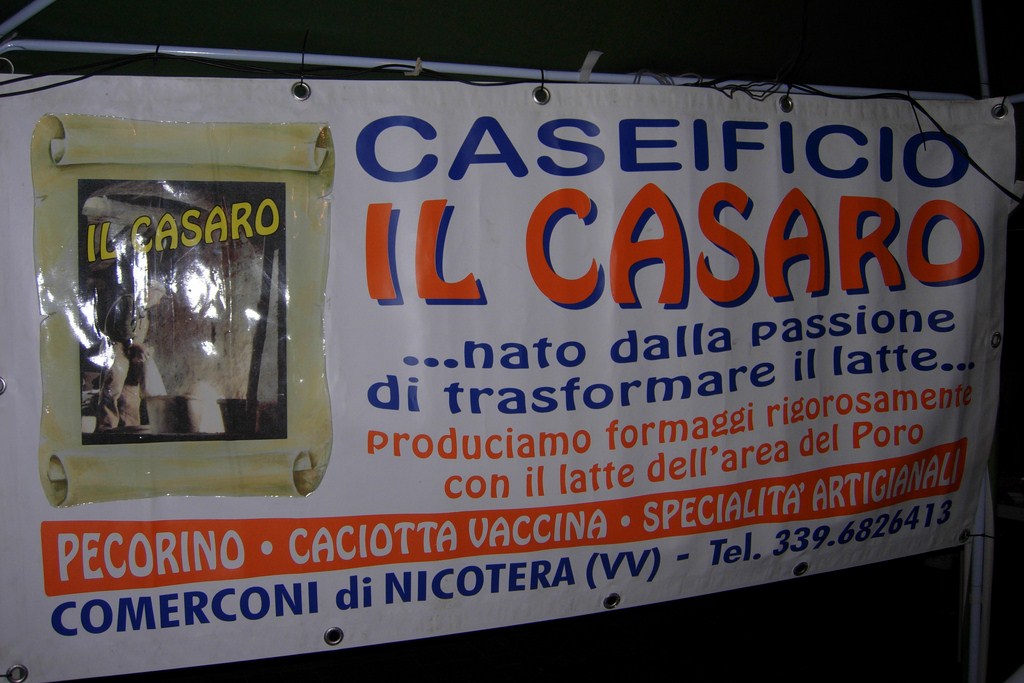 IL CASARO
CASEIFICIO
IL CASARO
...nato dalla passione
di trasformare il latte...
produciamo formaggi rigorosamente
con il latte dell'area del Poro
PECORINO • CACIOTTA VACCINA • SPECIALITA' ARTIGIANALI
COMERCONI di NICOTERA (VV) - Tel. 339.6826413